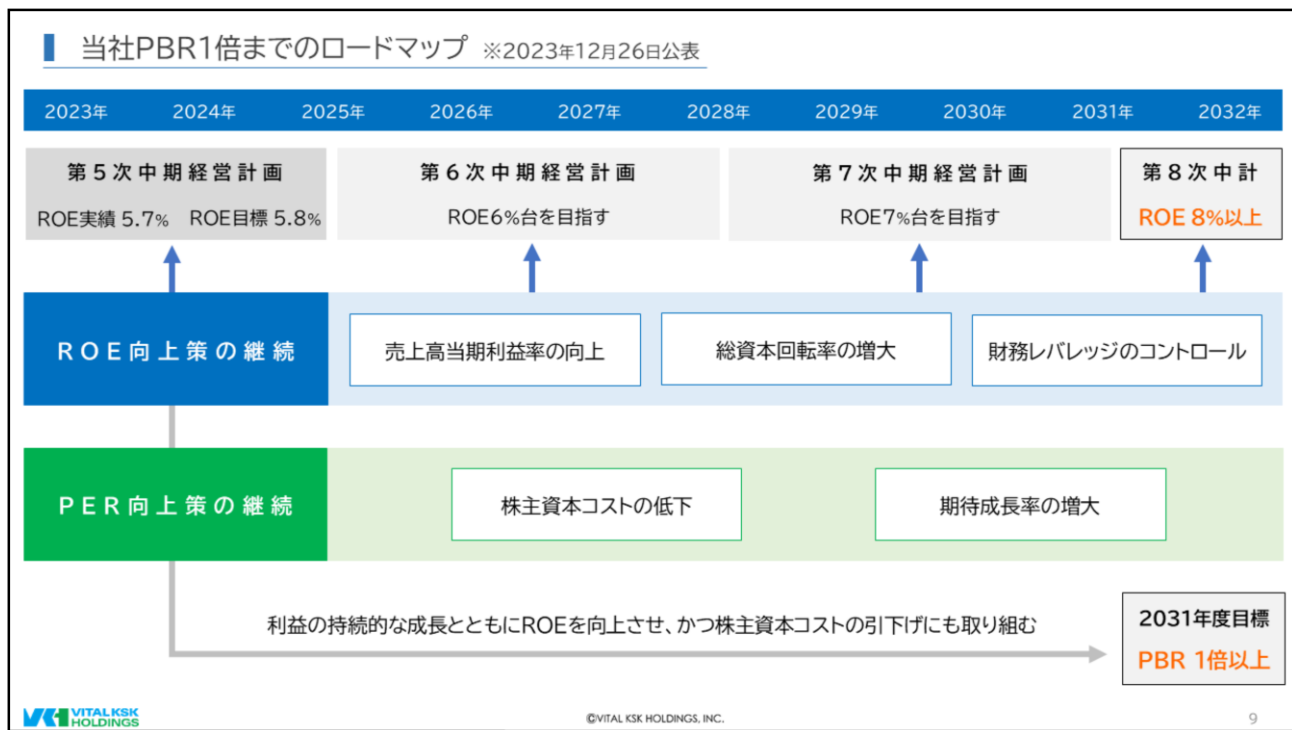 当社PBR1倍までのロードマップ ※2023年12月26日公表
2023年 2024年 2025年 2026年 2027年 2028年 2029年 2030年 2031年 2032年
第5次中期経営計画
ROE実績 5.7% ROE目標 5.8%
第6次中期経営計画
ROE6%台を目指す
第7次中期経営計画
ROE7%台を目指す
第8次中計
ROE 8%以上
ROE向上策の継続
売上高当期利益率の向上
総資本回転率の増大
財務レバレッジのコントロール
PER向上策の継続
株主資本コストの低下
期待成長率の増大
利益の持続的な成長とともにROEを向上させ、かつ株主資本コストの引下げにも取り組む
2031年度目標
PBR 1倍以上
VITAL KSK
HOLDINGS
©VITAL KSK HOLDINGS, INC.
9